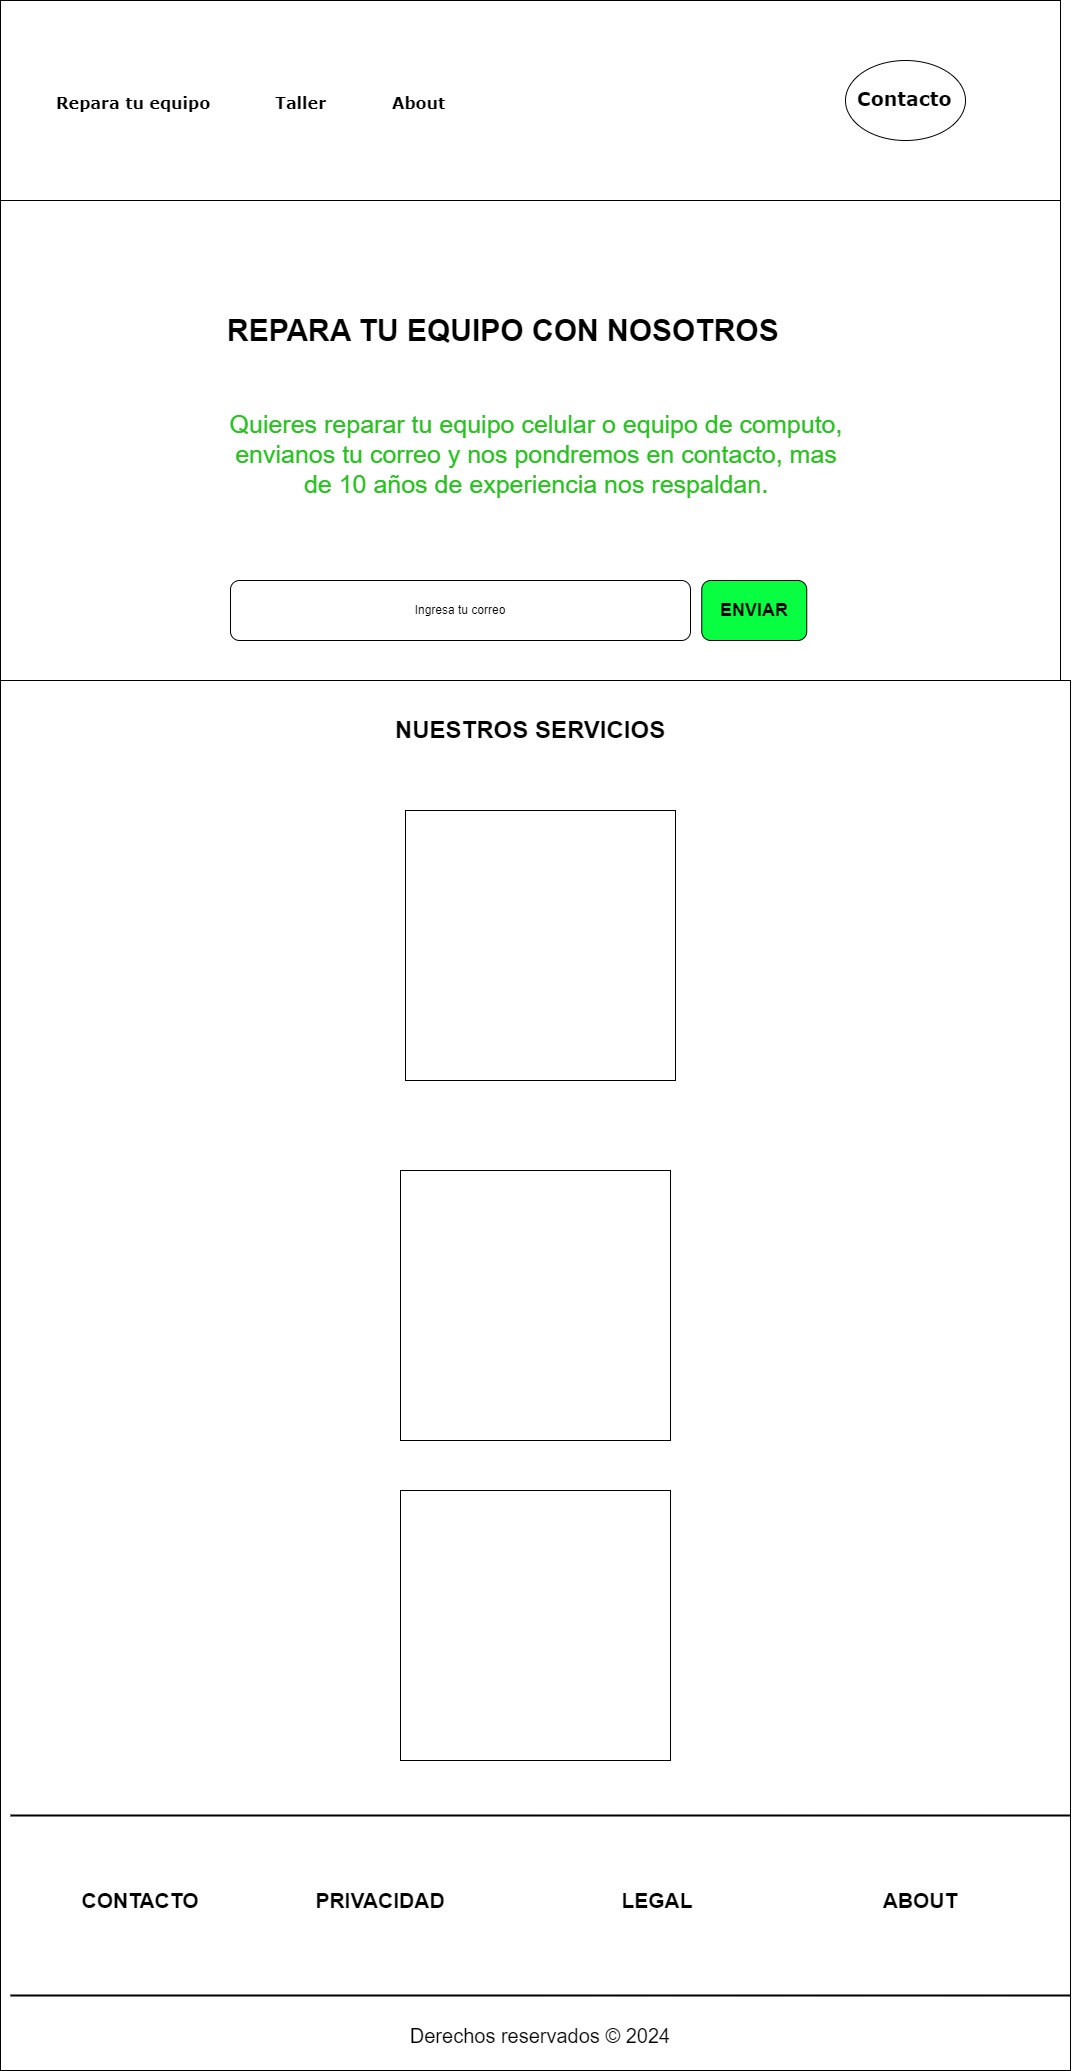 Repara tu equipo
Taller
About
Contacto
REPARA TU EQUIPO CON NOSOTROS
Quieres reparar tu equipo celular o equipo de computo,
envianos tu correo y nos pondremos en contacto, mas
de 10 años de experiencia nos respaldan.
Ingresa tu correo
ENVIAR
NUESTROS SERVICIOS
CONTACTO
PRIVACIDAD
LEGAL
ABOUT
Derechos reservados © 2024